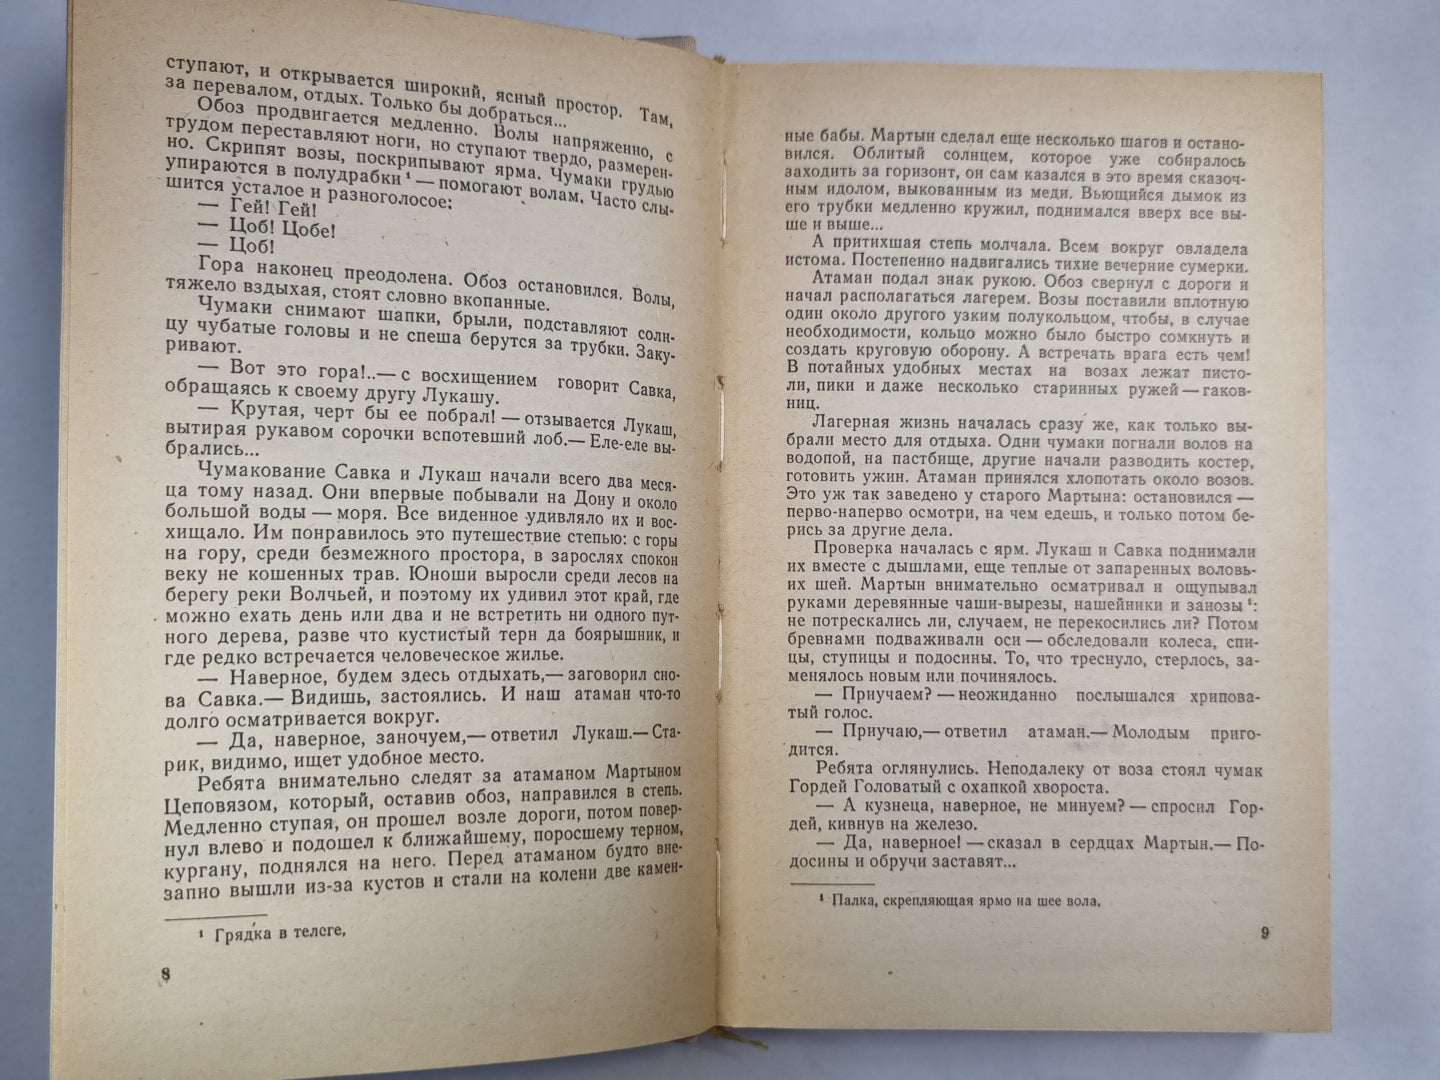 ступают, и открывается широкий, ясный простор. Там,
за перевалом, отдых. Только бы добраться...
Обоз продвигается медленно. Волы напряженно, с
трудом переставляют ноги, но ступают твердо, размерен-
но. Скрипят возы, поскрипывают ярма. Чумаки грудью
упираются в полудрабки ¹ — помогают волам. Часто слы-
шится усталое и разноголосое:
— Гей! Гей!
— Цоб! Цобе!
— Цоб!
Гора наконец преодолена. Обоз остановился. Волы,
тяжело вздыхая, стоят словно вкопанные.
Чумаки снимают шапки, брыли, подставляют солн-
цу чубатые головы и не спеша берутся за трубки. Заку-
ривают.
— Вот это гора!..— с восхищением говорит Савка,
обращаясь к своему другу Лукашу.
— Крутая, черт бы ее побрал! — отзывается Лукаш,
вытирая рукавом сорочки вспотевший лоб.— Еле-еле вы-
брались...
Чумакование Савка и Лукаш начали всего два меся-
ца тому назад. Они впервые побывали на Дону и около
большой воды — моря. Все виденное удивляло их и вос-
хищало. Им понравилось это путешествие степью: с горы
на гору, среди безмежного простора, в зарослях спокон
веку не кошенных трав. Юноши выросли среди лесов на
берегу реки Волчьей, и поэтому их удивил этот край, где
можно ехать день или два и не встретить ни одного пут-
ного дерева, разве что кустистый терн да боярышник, и
где редко встречается человеческое жилье.
— Наверное, будем здесь отдыхать,— заговорил сно-
ва Савка.— Видишь, застоялись. И наш атаман что-то
долго осматривается вокруг.
— Да, наверное, заночуем,— ответил Лукаш.— Ста-
рик, видимо, ищет удобное место.
Ребята внимательно следят за атаманом Мартыном
Цеповязом, который, оставив обоз, направился в степь.
Медленно ступая, он прошел возле дороги, потом повер-
нул влево и подошел к ближайшему, поросшему терном,
кургану, поднялся на него. Перед атаманом будто вне-
запно вышли из-за кустов и стали на колени две камен-
¹ Грядка в телеге.
8
ные бабы. Мартын сделал еще несколько шагов и остано-
вился. Облитый солнцем, которое уже собиралось
заходить за горизонт, он сам казался в это время сказоч-
ным идолом, выкованным из меди. Вьющийся дымок из
его трубки медленно кружил, поднимался вверх все вы-
ше и выше...
А притихшая степь молчала. Всем вокруг овладела
истома. Постепенно надвигались тихие вечерние сумерки.
Атаман подал знак рукою. Обоз свернул с дороги и
начал располагаться лагерем. Возы поставили вплотную
один около другого узким полукольцом, чтобы, в случае
необходимости, кольцо можно было быстро сомкнуть и
создать круговую оборону. А встречать врага есть чем!
В потайных удобных местах на возах лежат писто-
ли, пики и даже несколько старинных ружей — гаков-
ниц.
Лагерная жизнь началась сразу же, как только вы-
брали место для отдыха. Одни чумаки погнали волов на
водопой, на пастбище, другие начали разводить костер,
готовить ужин. Атаман принялся хлопотать около возов.
Это уж так заведено у старого Мартына: остановился —
перво-наперво осмотри, на чем едешь, и только потом бе-
рись за другие дела.
Проверка началась с ярм. Лукаш и Савка поднимали
их вместе с дышлами, еще теплые от запаренных воловь-
их шей. Мартын внимательно осматривал и ощупывал
руками деревянные чаши-вырезы, нашейники и занозы ¹:
не потрескались ли, случаем, не перекосились ли? Потом
бревнами подваживали оси — обследовали колеса, спи-
цы, ступицы и подосины. То, что треснуло, стерлось, за-
менялось новым или починялось.
— Приучаем? — неожиданно послышался хрипова-
тый голос.
— Приучаю,— ответил атаман.— Молодым приго-
дится.
Ребята оглянулись. Неподалеку от воза стоял чумак
Гордей Головатый с охапкой хвороста.
— А кузнеца, наверное, не минуем? — спросил Гор-
дей, кивнув на железо.
— Да, наверное! — сказал в сердцах Мартын.— По-
досины и обручи заставят...
¹ Палка, скрепляющая ярмо на шее вола.
9